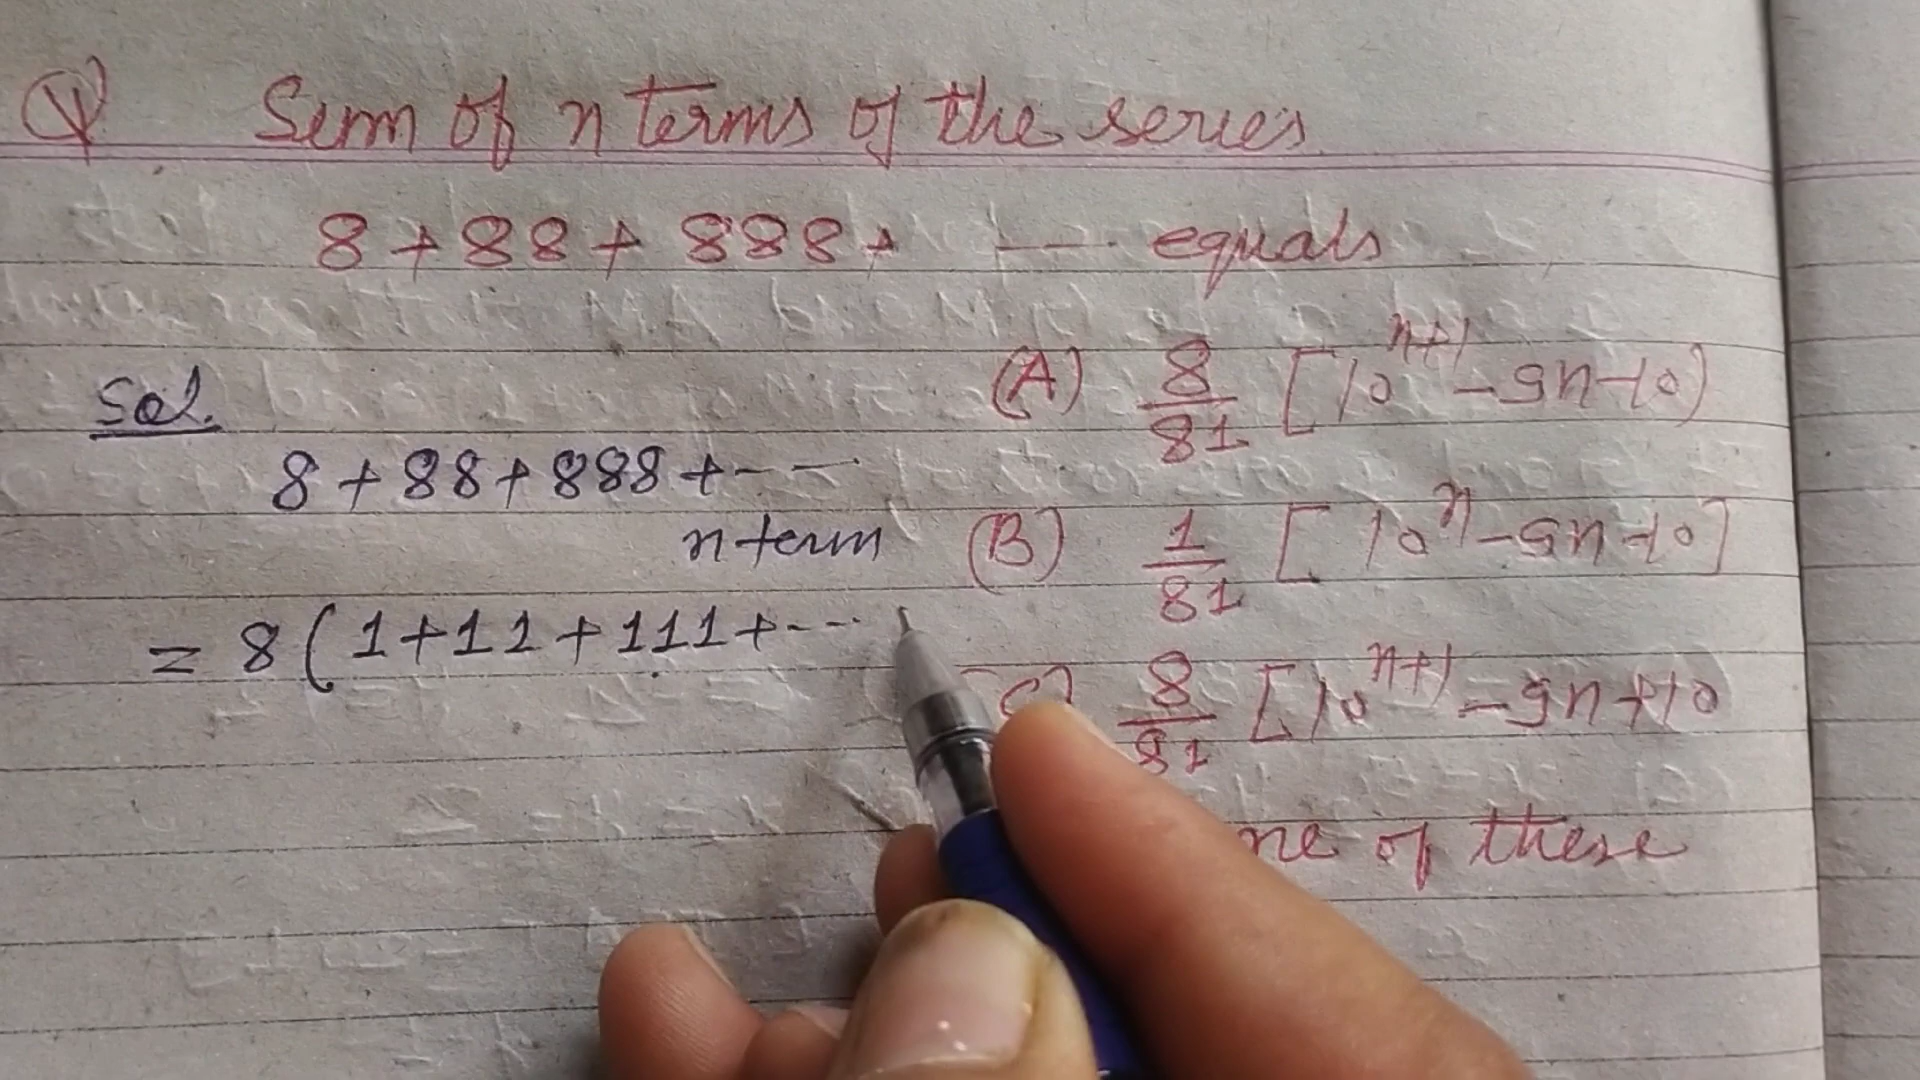 Q Sum of n terms of the series
8+88+888+ ---- equals
Sol.
8+88+888+---
n term
= 8(1+11+111+---
(A) 8/81 [10^{n+1}-9n-10)
(B) 1/81 [10^n-9n-10]
(C) 8/81 [10^{n+1}-9n+10
of these